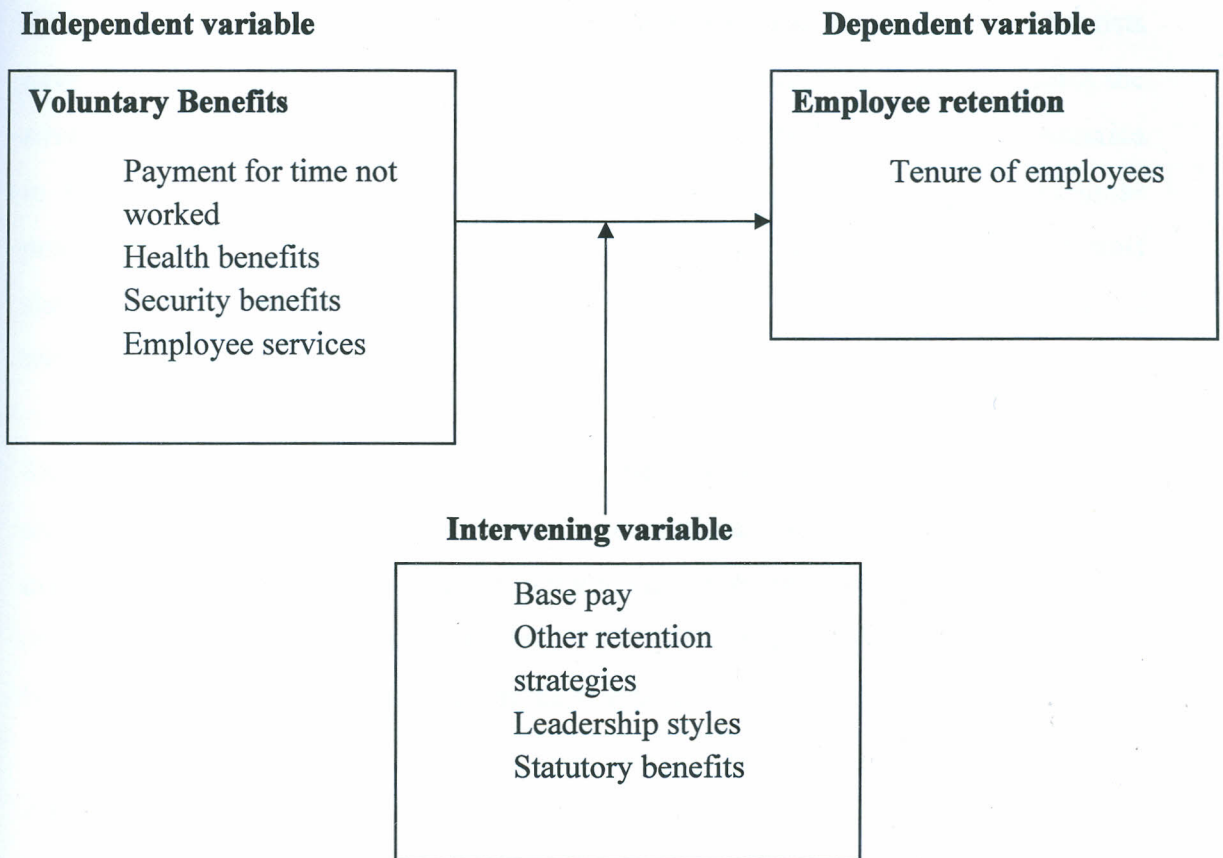 Independent variable
Dependent variable
Voluntary Benefits
Payment for time not
worked
Health benefits
Security benefits
Employee services
Employee retention
Tenure of employees
Intervening variable
Base pay
Other retention
strategies
Leadership styles
Statutory benefits